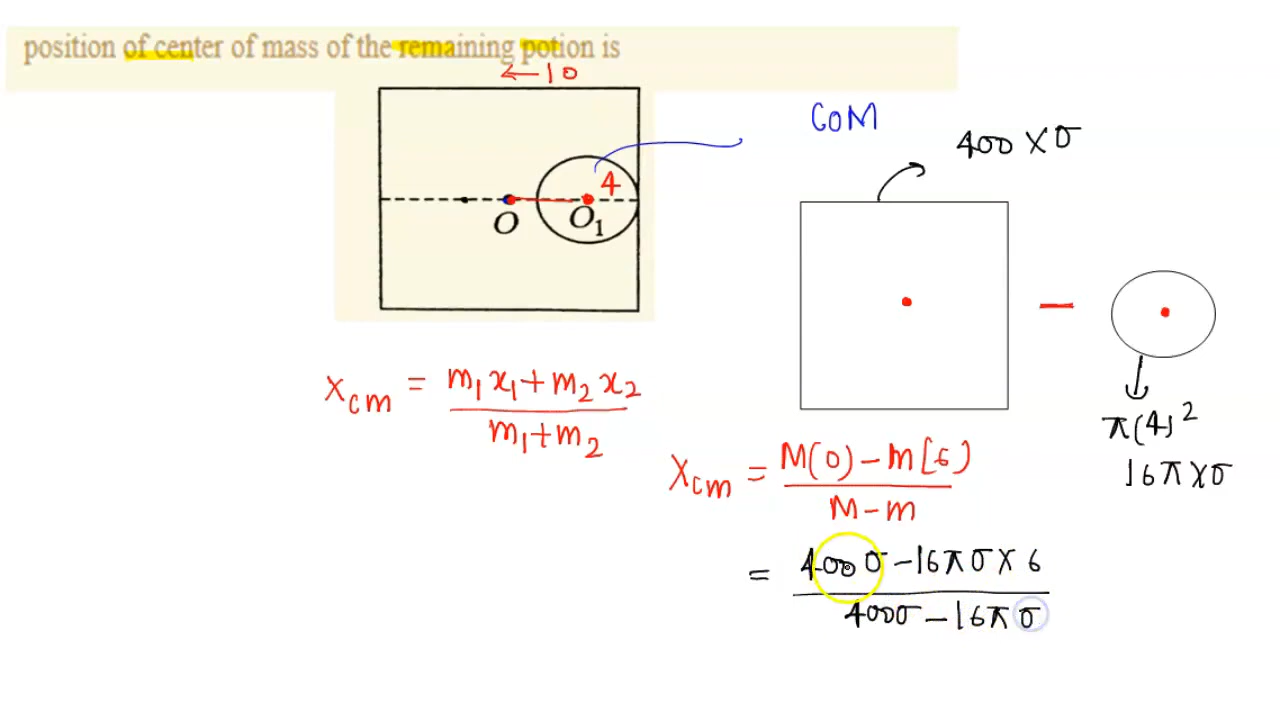 position of center of mass of the remaining potion is
←10
COM
400 × σ
4
O
O₁
−
x_cm = m₁x₁+m₂x₂ / m₁+m₂
π(4)²
16π×σ
X_cm = M(0)−m[6) / M−m
= 400σ−16πσ×6 / 400σ−16πσ